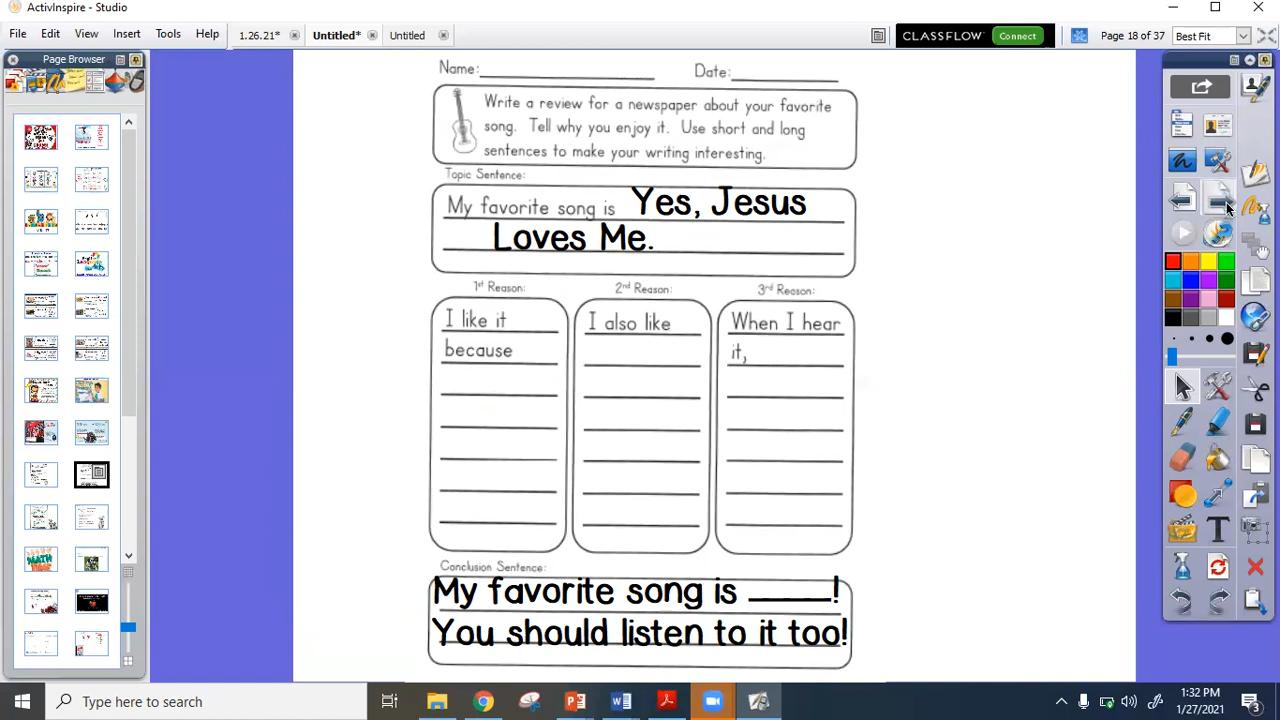 ActivInspire - Studio
File Edit View Insert Tools Help
1.26.21* Untitled* Untitled
CLASSFLOW Connect
Page 18 of 37
Best Fit
Page Browser
Name: Date:
Write a review for a newspaper about your favorite
song. Tell why you enjoy it. Use short and long
sentences to make your writing interesting.
Topic Sentence:
My favorite song is Yes, Jesus
Loves Me.
1st Reason: 2nd Reason: 3rd Reason:
I like it
because
I also like
When I hear
it,
Conclusion Sentence:
My favorite song is _____!
You should listen to it too!
Type here to search
1:32 PM
1/27/2021
3